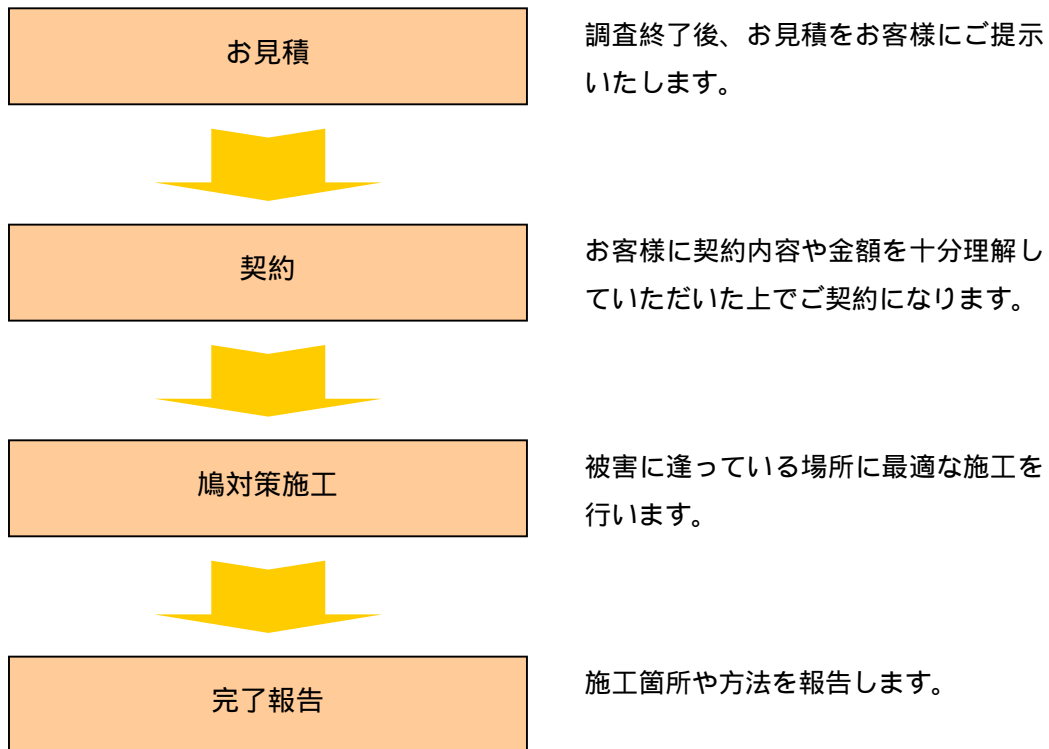 お見積
調査終了後、お見積をお客様にご提示
いたします。
契約
お客様に契約内容や金額を十分理解し
ていただいた上でご契約になります。
鳩対策施工
被害に逢っている場所に最適な施工を
行います。
完了報告
施工箇所や方法を報告します。